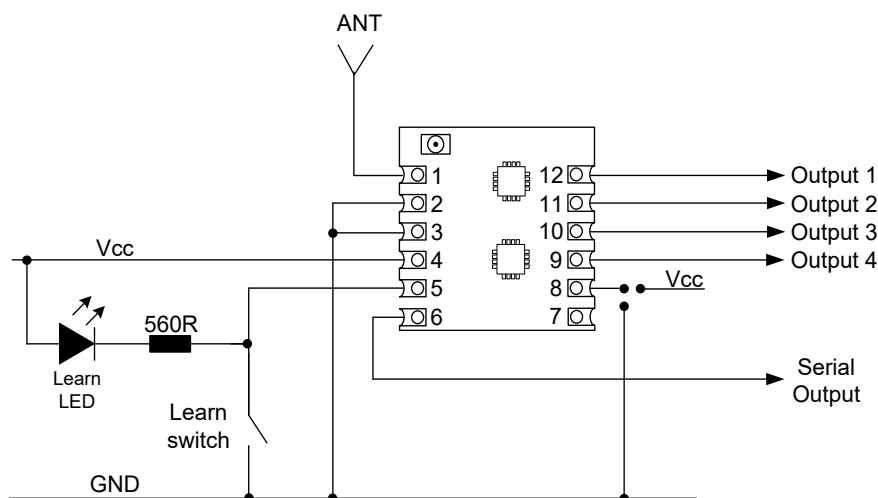 ANT
1
2
3
4
5
6
12
11
10
9
8
7
Output 1
Output 2
Output 3
Output 4
Vcc
Vcc
560R
Learn
LED
Learn
switch
Serial
Output
GND